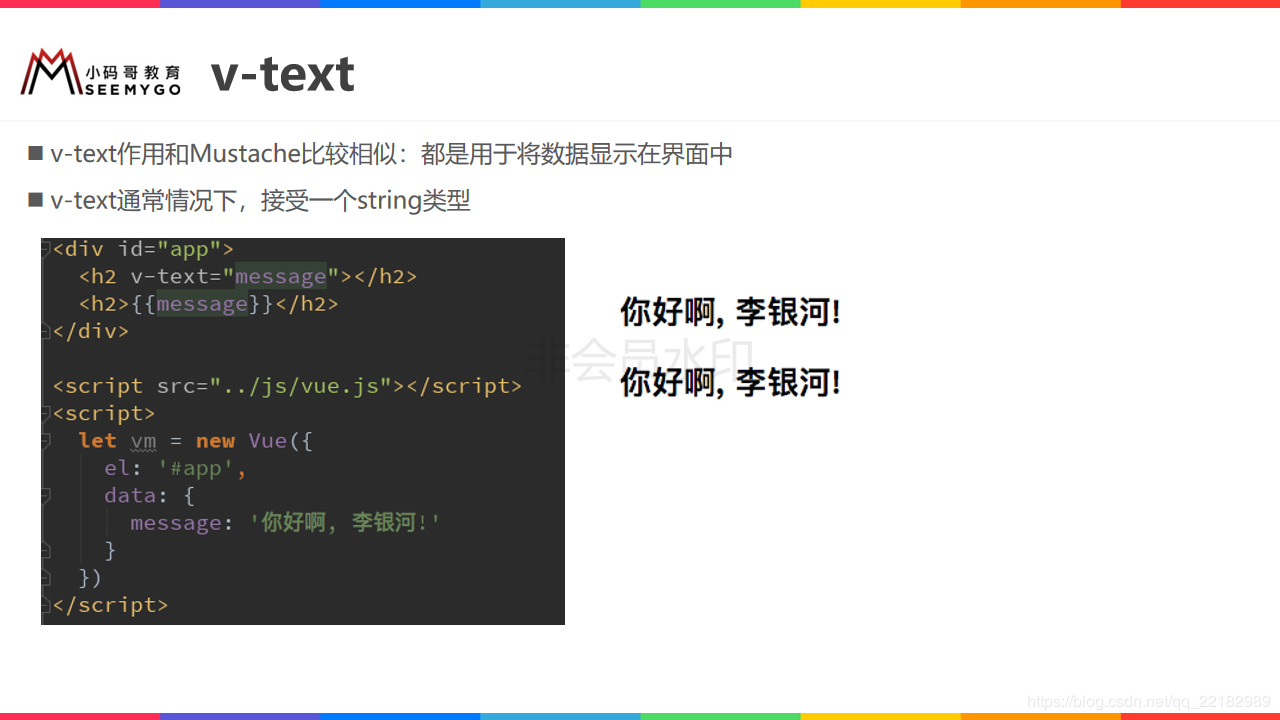 小码哥教育
SEEMYGO
v-text
v-text作用和Mustache比较相似：都是用于将数据显示在界面中
v-text通常情况下，接受一个string类型
<div id="app">
  <h2 v-text="message"></h2>
  <h2>{{message}}</h2>
</div>
<script src="../js/vue.js"></script>
<script>
  let vm = new Vue({
    el: '#app',
    data: {
      message: '你好啊, 李银河!'
    }
  })
</script>
你好啊, 李银河!
非会员水印
你好啊, 李银河!
https://blog.csdn.net/qq_22182989